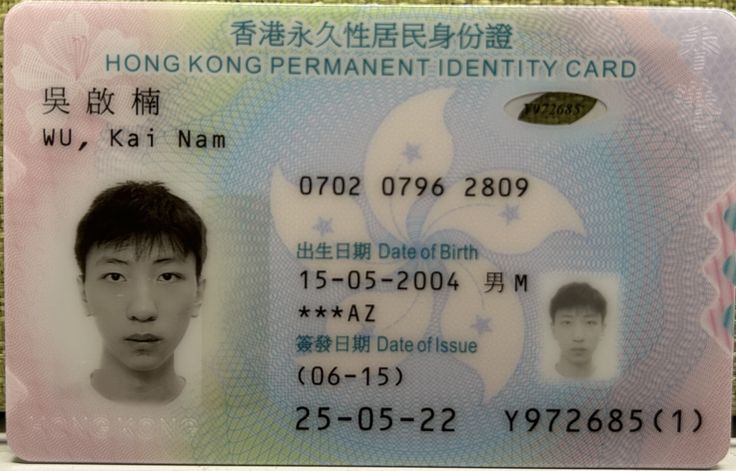 香港永久性居民身份證
HONG KONG PERMANENT IDENTITY CARD
吳啟楠
WU, Kai Nam
Y972685
0702 0796 2809
出生日期 Date of Birth
15-05-2004 男 M
***AZ
簽發日期 Date of Issue
(06-15)
25-05-22 Y972685(1)
HONG KONG
香港